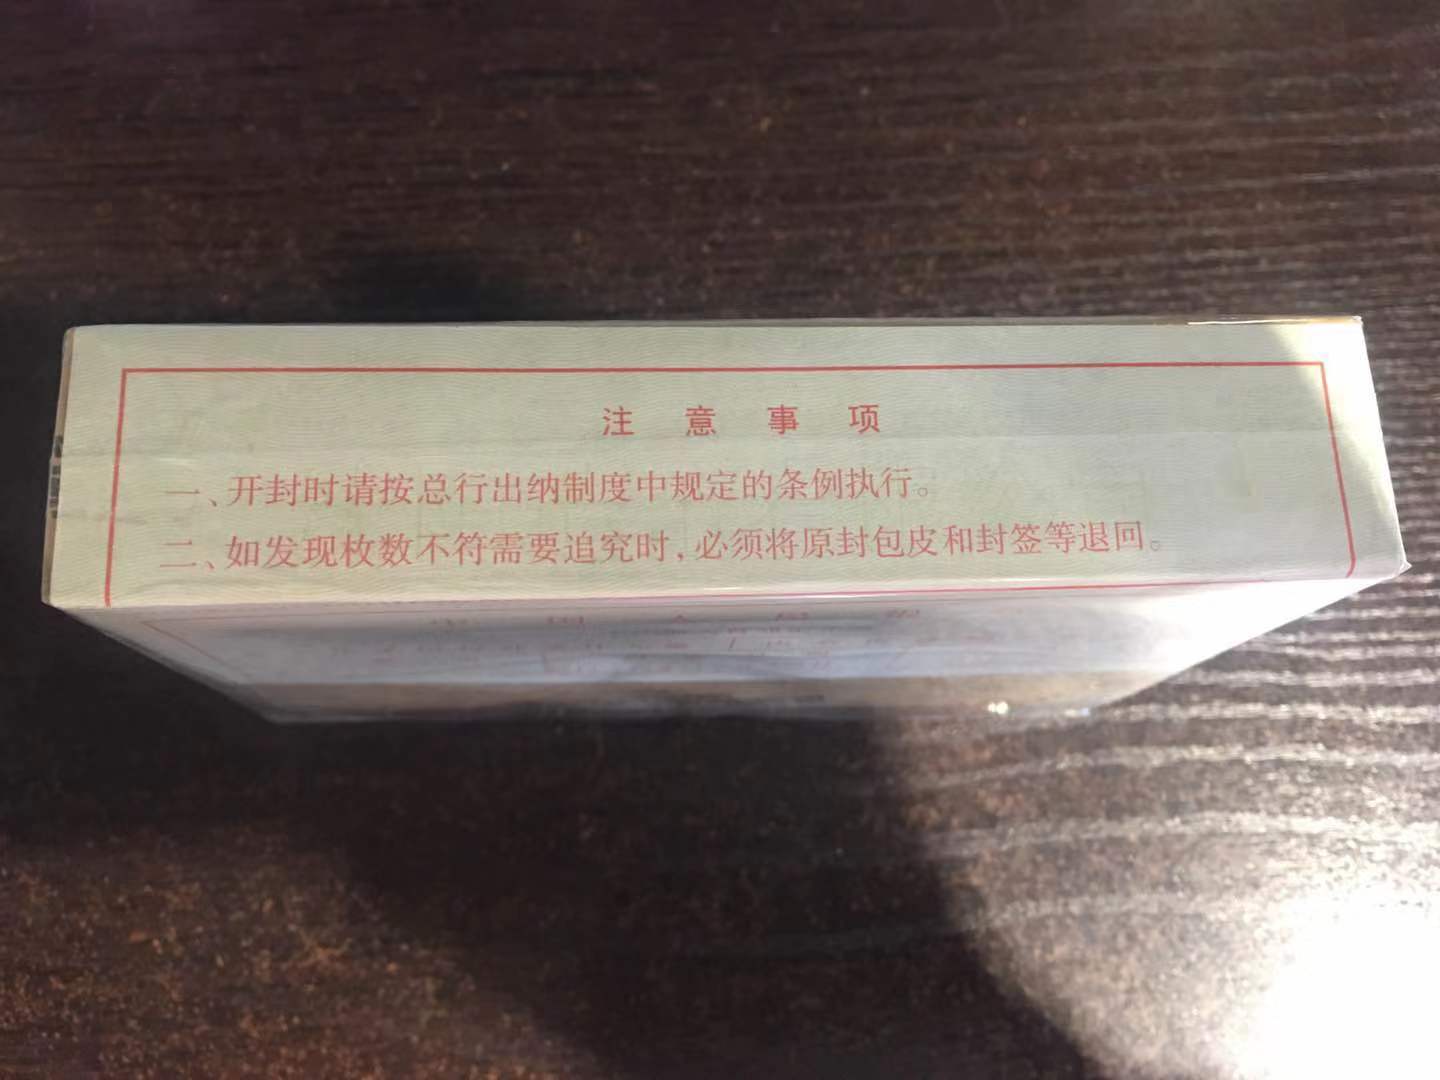 注意事项
一、开封时请按总行出纳制度中规定的条例执行。
二、如发现枚数不符需要追究时,必须将原封包皮和封签等退回。